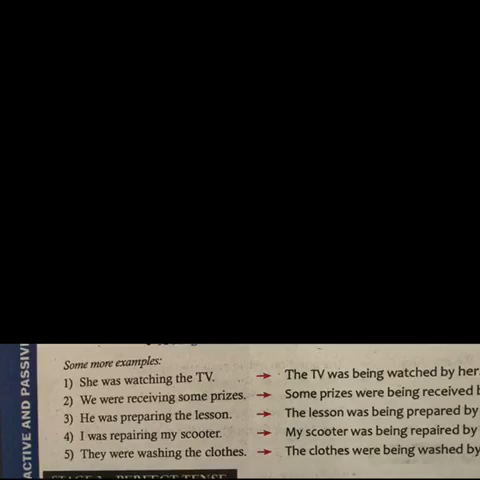 ACTIVE AND PASSIV
Some more examples:
1) She was watching the TV. → The TV was being watched by her
2) We were receiving some prizes. → Some prizes were being received
3) He was preparing the lesson. → The lesson was being prepared by
4) I was repairing my scooter. → My scooter was being repaired by
5) They were washing the clothes. → The clothes were being washed by
PERFECT TENSE